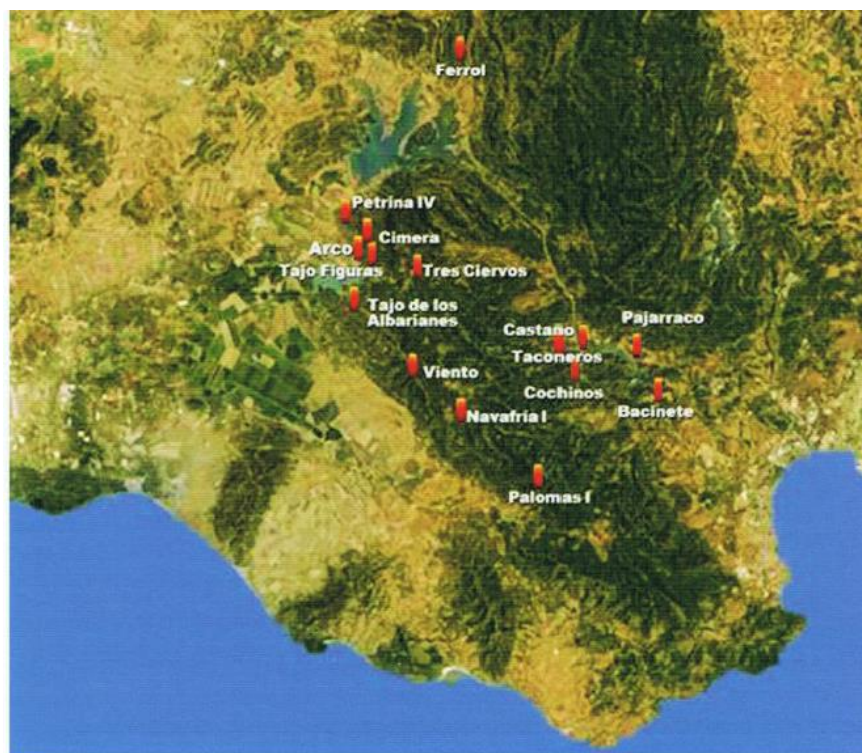 Ferrol
Petrina IV
Cimera
Arco
Tajo Figuras
Tres Ciervos
Tajo de los
Albarianes
Castaño
Pajarraco
Taconeros
Viento
Cochinos
Navafría I
Bacinete
Palomas I